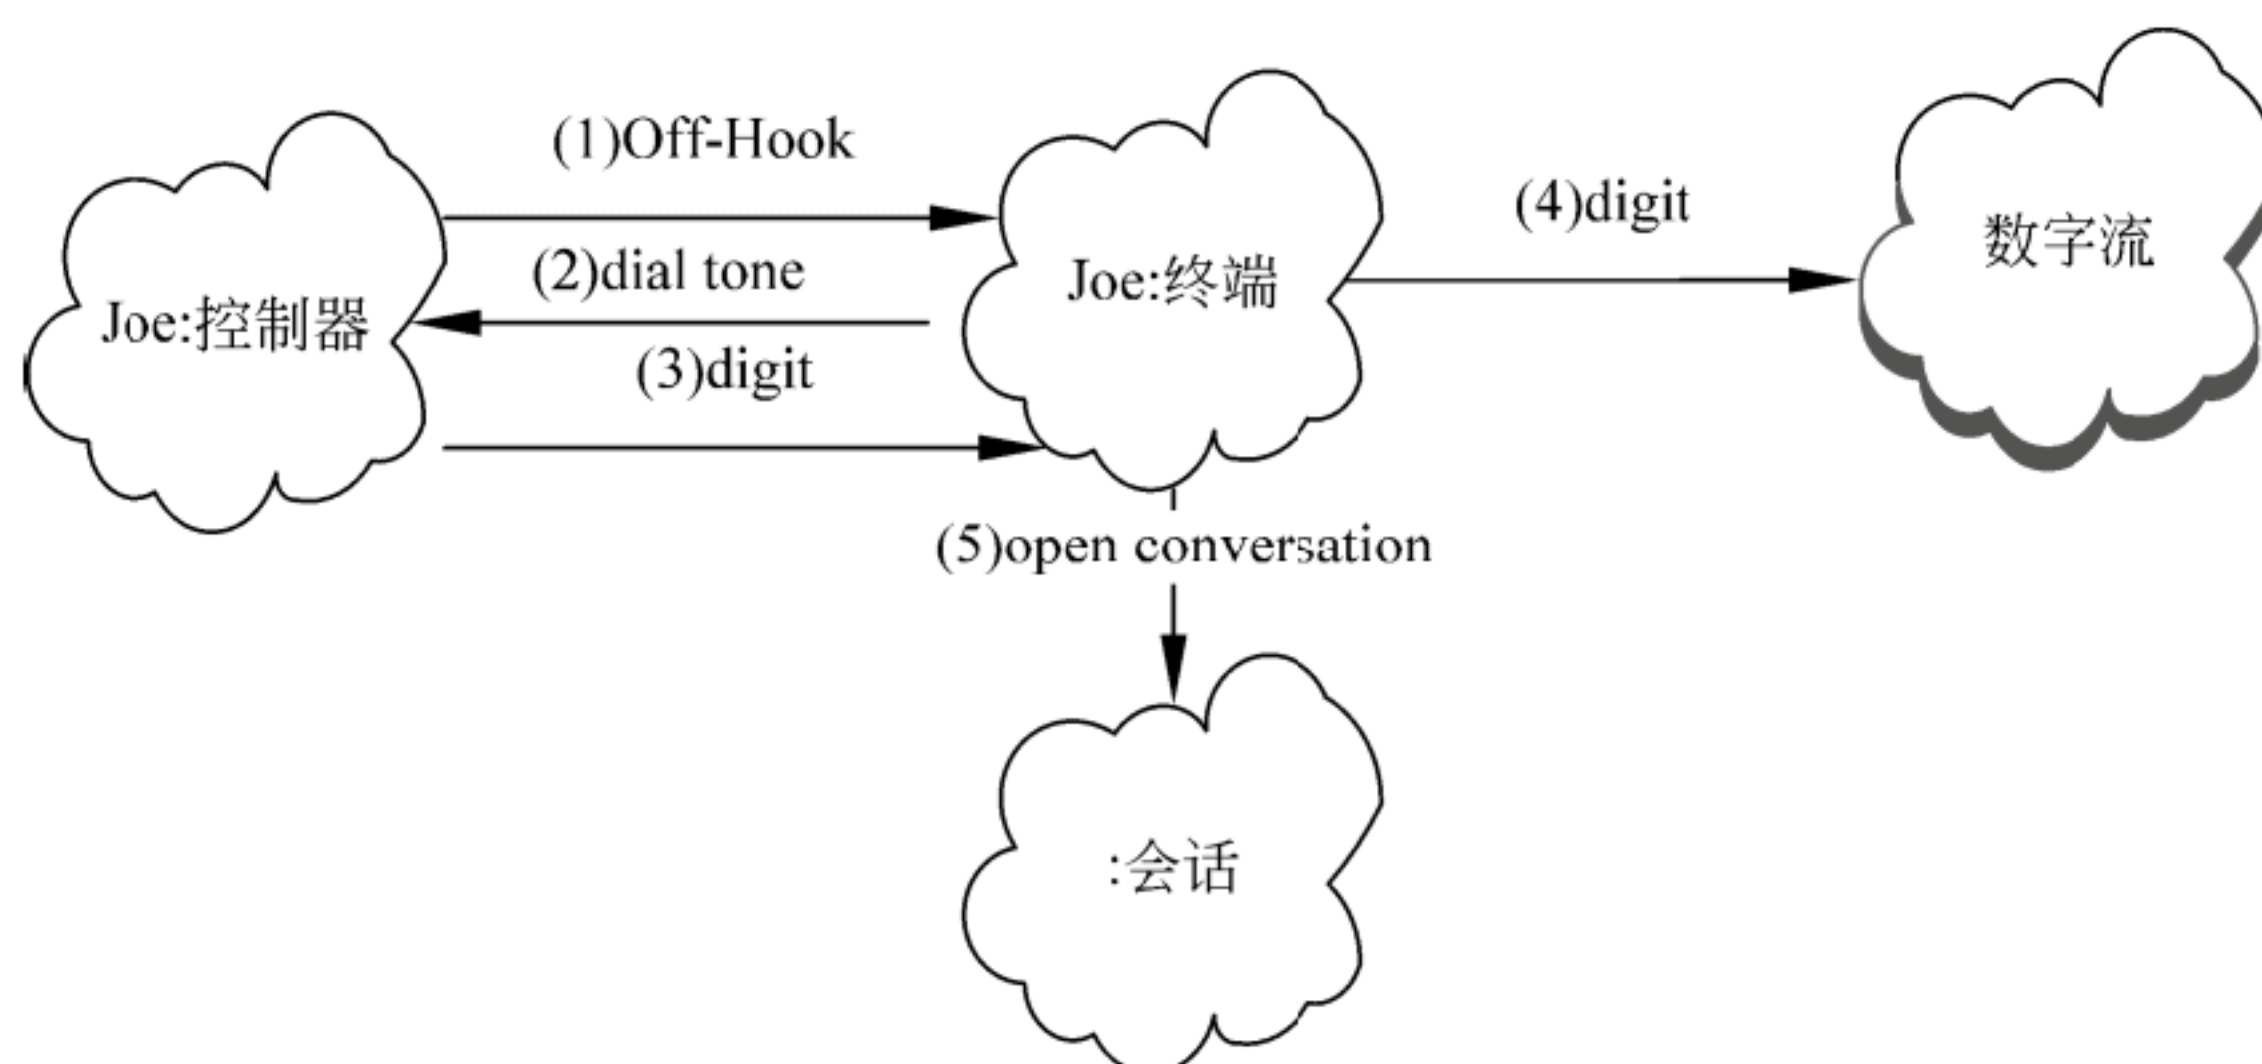 (1)Off-Hook
(2)dial tone
Joe:控制器
(3)digit
Joe:终端
(4)digit
数字流
(5)open conversation
:会话